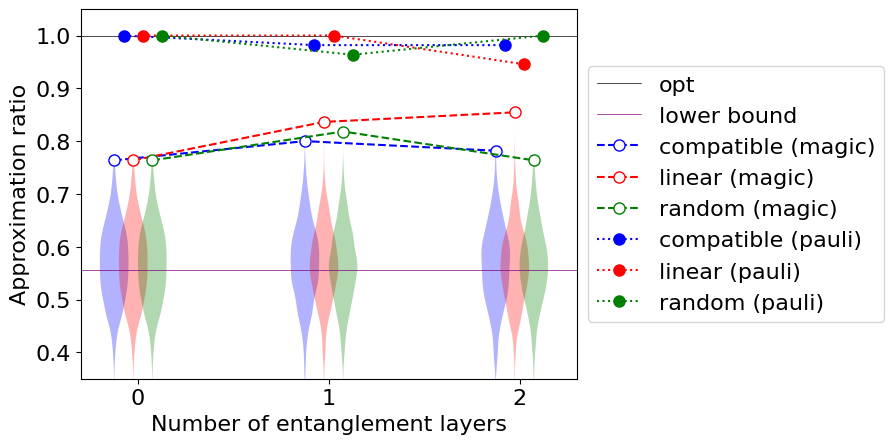 Approximation ratio
1.0
0.9
0.8
0.7
0.6
0.5
0.4
0
1
2
Number of entanglement layers
opt
lower bound
compatible (magic)
linear (magic)
random (magic)
compatible (pauli)
linear (pauli)
random (pauli)